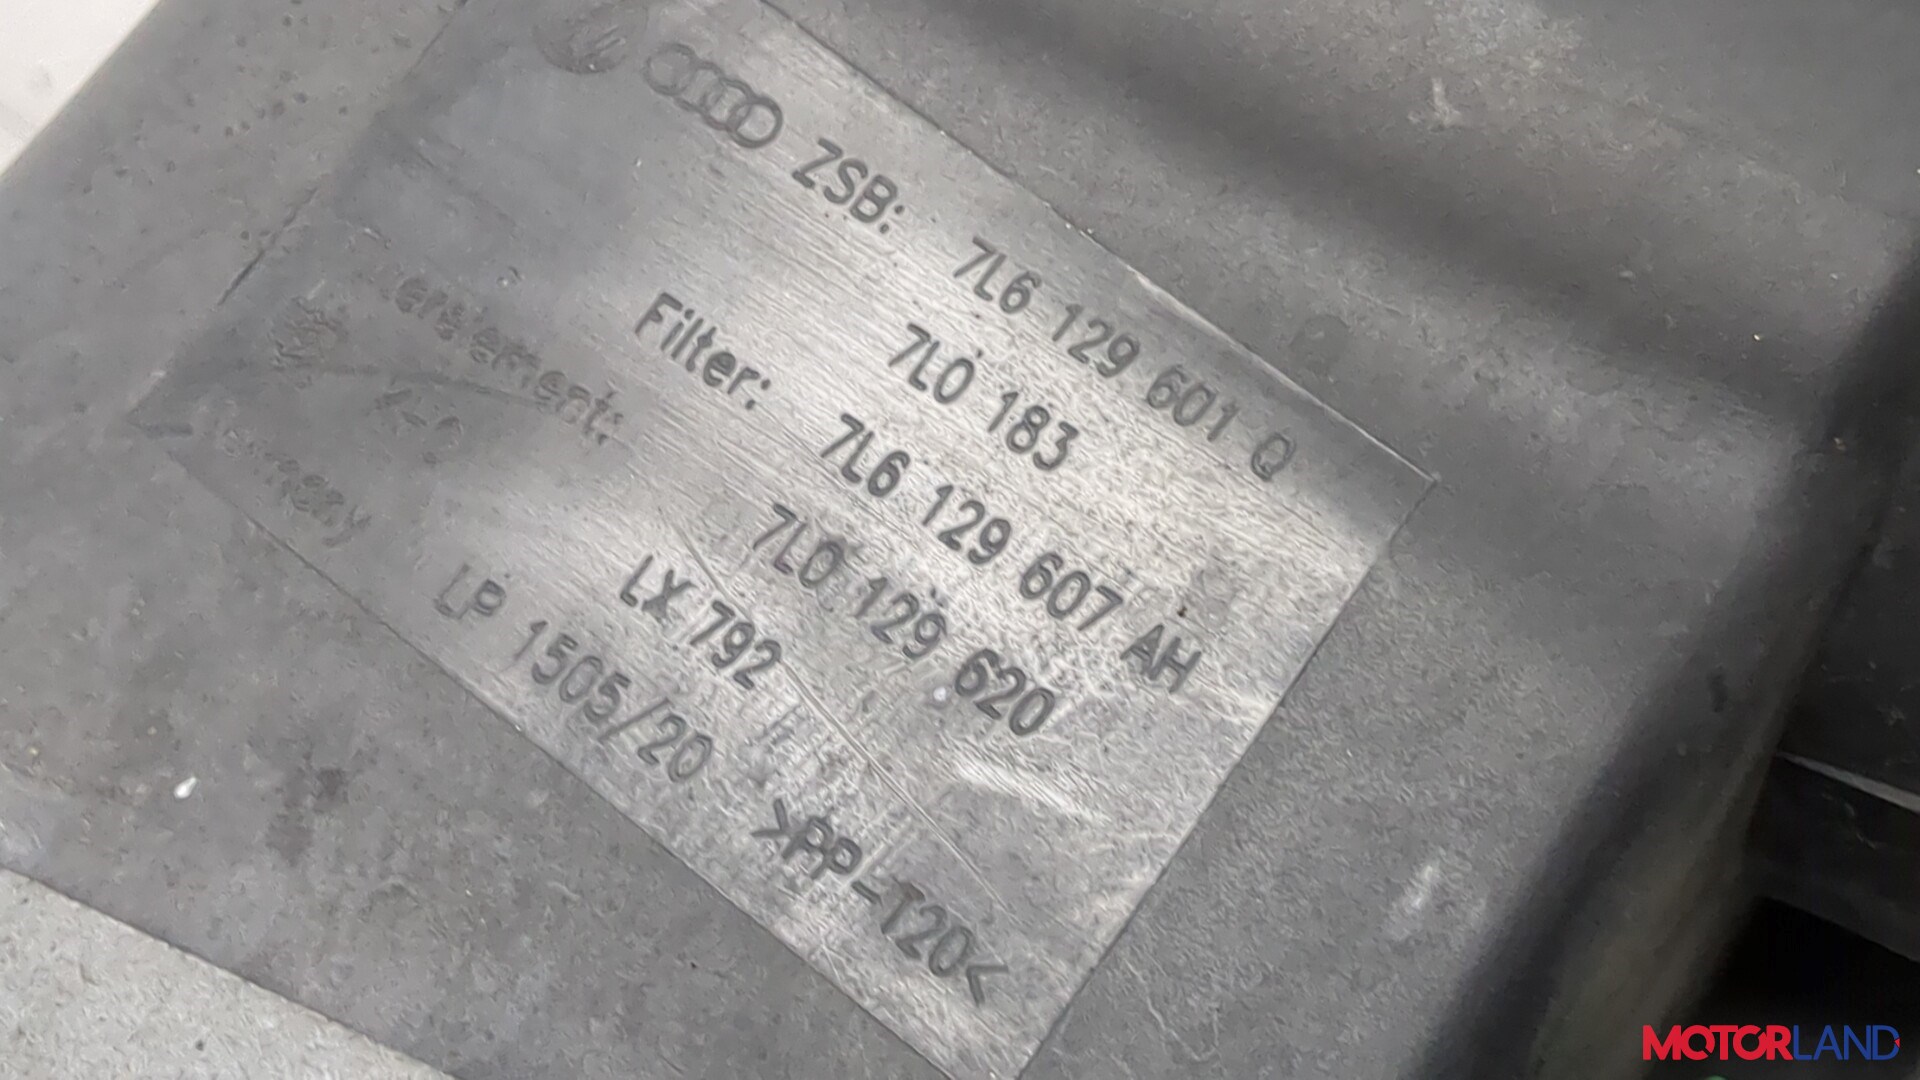 ZSB: 7L6 129 601 Q
7L0 183
Filter: 7L6 129 607 AH
7L0 129 620
LX 792
LP 1505/20 >PP-T20<
MOTORLAND